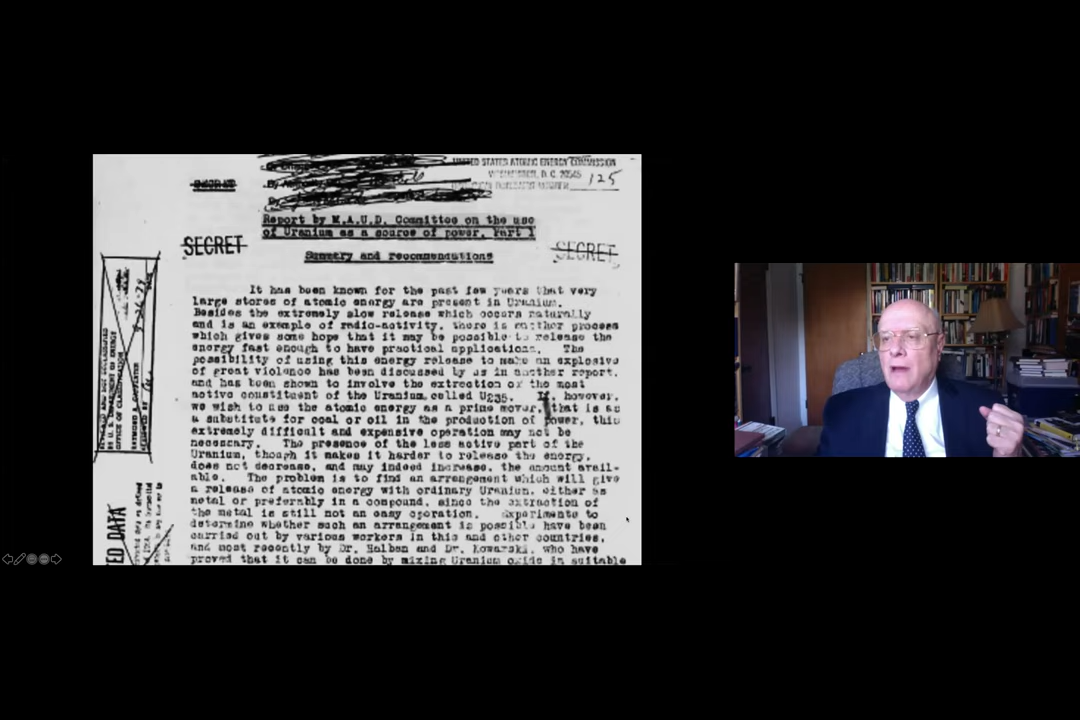 UNITED STATES ATOMIC ENERGY COMMISSION
WASHINGTON, D.C. 20545
125
Report by M.A.U.D. Committee on the use
of Uranium as a source of power. Part 1
SECRET
SECRET
Summary and recommendations
It has been known for the past few years that very
large stores of atomic energy are present in Uranium.
Besides the extremely slow release which occurs naturally
and is an example of radio-activity, there is another process
which gives some hope that it may be possible to release the
energy fast enough to have practical applications. The
possibility of using this energy release to make an explosive
of great violence has been discussed by us in another report,
and has been shown to involve the extraction of the most
active constituent of the Uranium called U235. If, however,
we wish to use the atomic energy as a prime mover, that is as
a substitute for coal or oil in the production of power, this
extremely difficult and expensive operation may not be
necessary. The presence of the less active part of the
Uranium, though it makes it harder to release the energy,
does not decrease, and may indeed increase, the amount avail-
able. The problem is to find an arrangement which will give
a release of atomic energy with ordinary Uranium, either as
metal or preferably in a compound, since the extraction of
the metal is still not an easy operation. Experiments to
determine whether such an arrangement is possible have been
carried out by various workers in this and other countries,
and most recently by Dr. Halban and Dr. Kowarski, who have
proved that it can be done by mixing Uranium oxide in suitable
U.S. DEPARTMENT OF ENERGY
OFFICE OF CLASSIFICATION
TED DATA